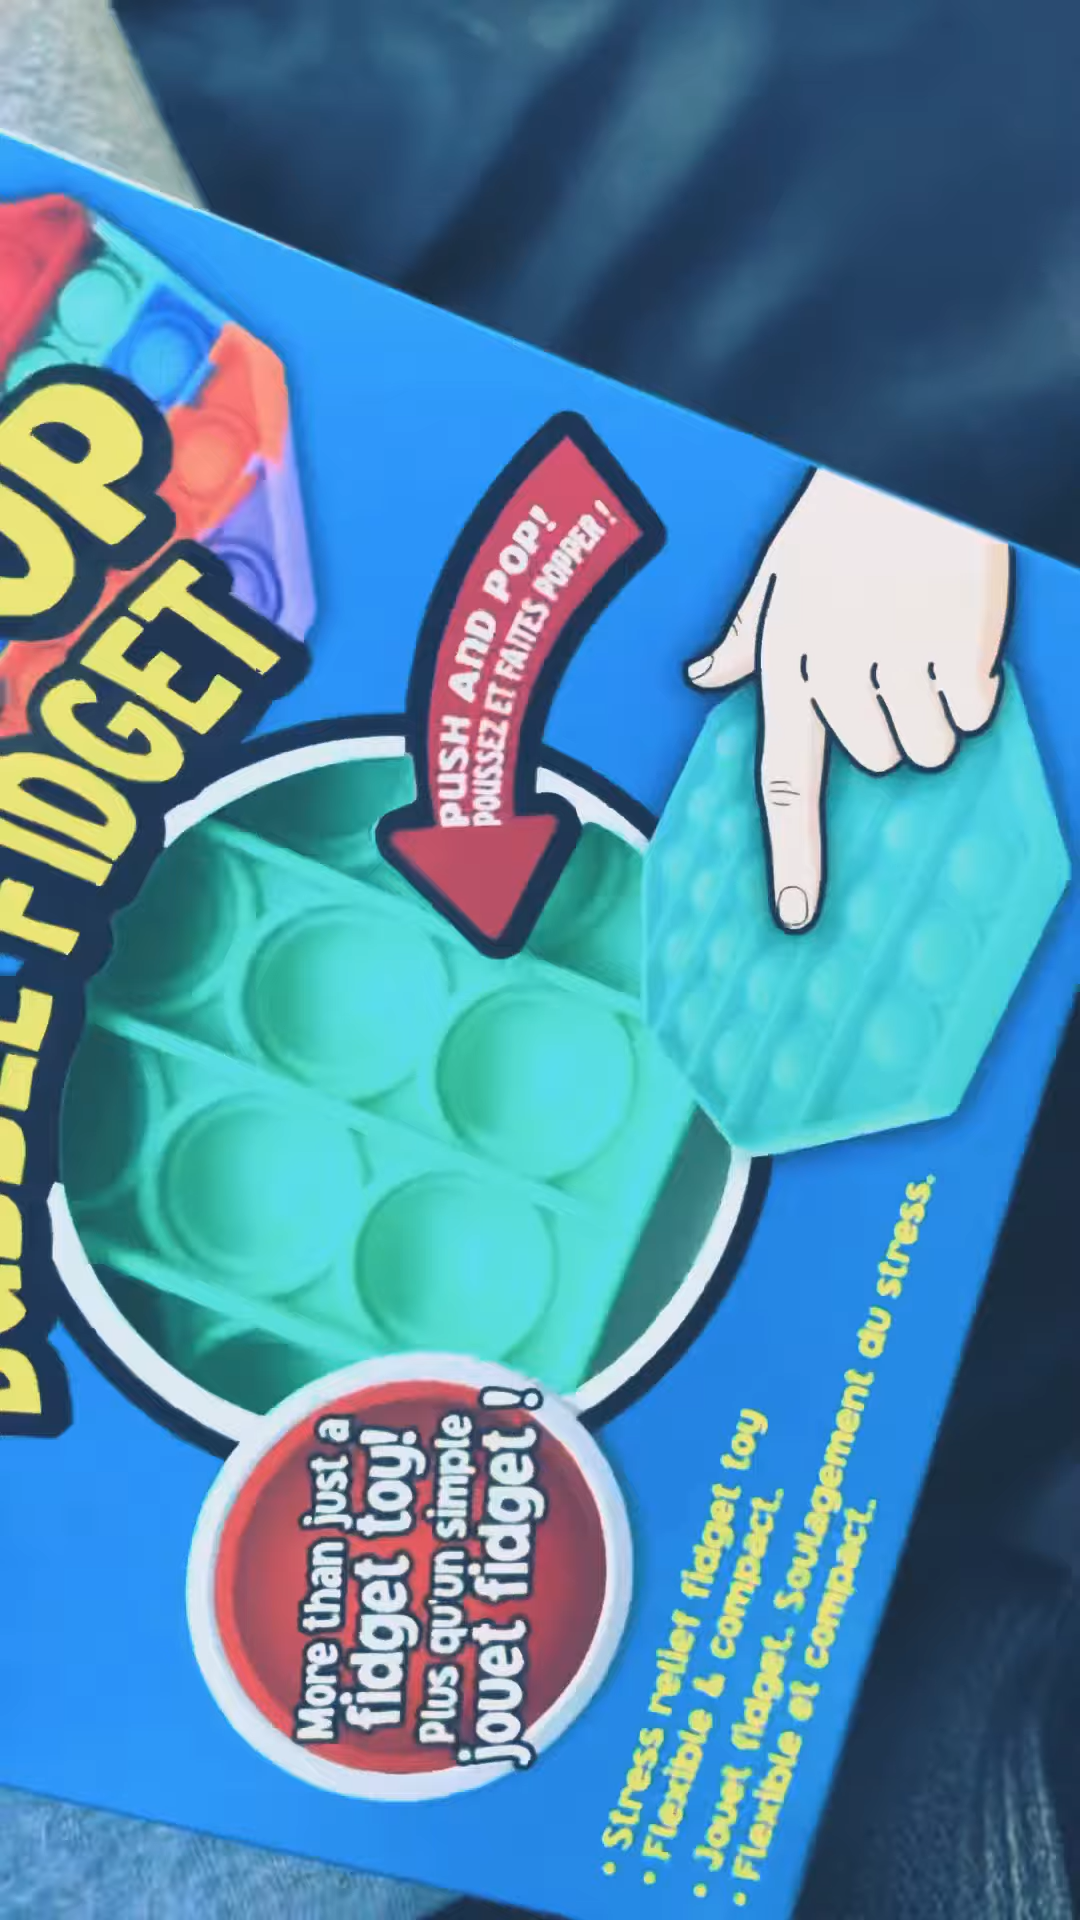 FIDGET
PUSH AND POP!
POUSSEZ ET FAITES POPPER !
More than just a
fidget toy!
Plus qu'un simple
jouet fidget !
• Stress relief fidget toy
• Flexible & compact.
• Jouet fidget. Soulagement du stress.
• Flexible et compact.